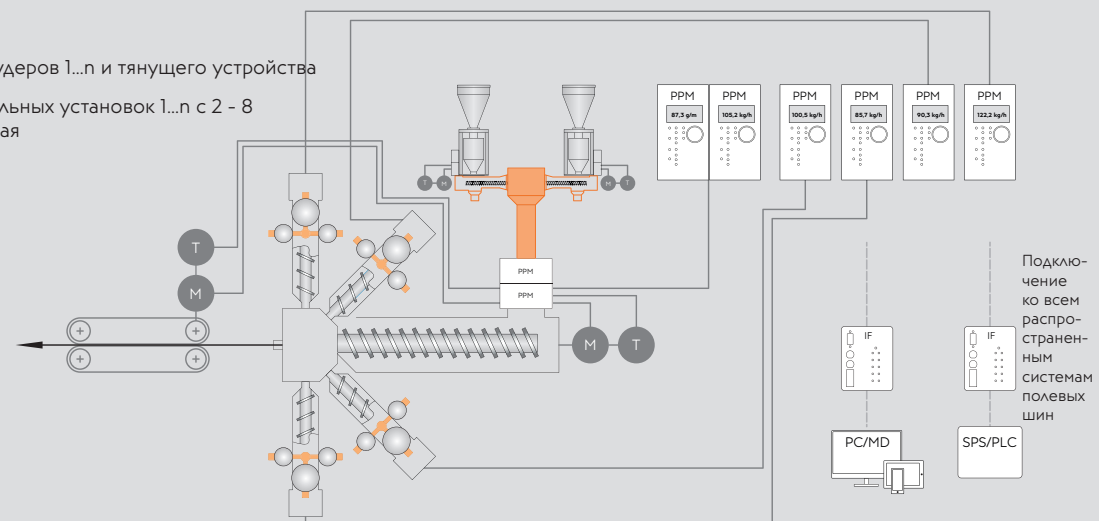 удеров 1...n и тянущего устройства
льных установок 1...n с 2 - 8
ая
PPM
87,3 g/m
PPM
105,2 kg/h
PPM
100,5 kg/h
PPM
85,7 kg/h
PPM
90,3 kg/h
PPM
122,2 kg/h
T
M
M
T
T
M
PPM
PPM
M
T
Подклю-
чение
ко всем
распро-
странен-
ным
системам
полевых
шин
IF
IF
PC/MD
SPS/PLC